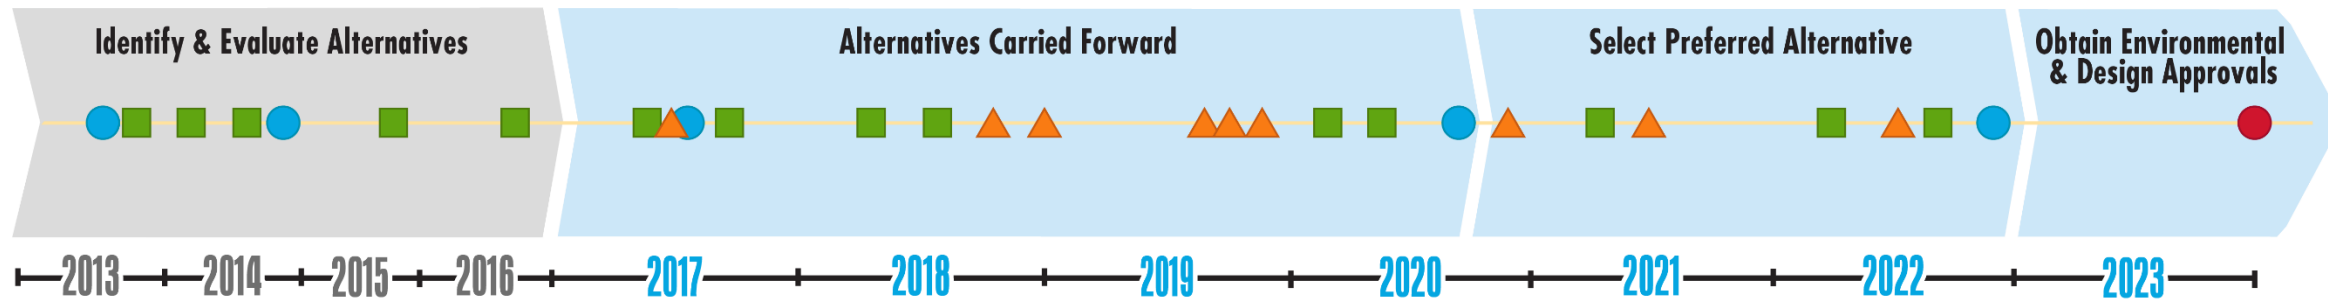 Identify & Evaluate Alternatives
Alternatives Carried Forward
Select Preferred Alternative
Obtain Environmental
& Design Approvals
2013
2014
2015
2016
2017
2018
2019
2020
2021
2022
2023